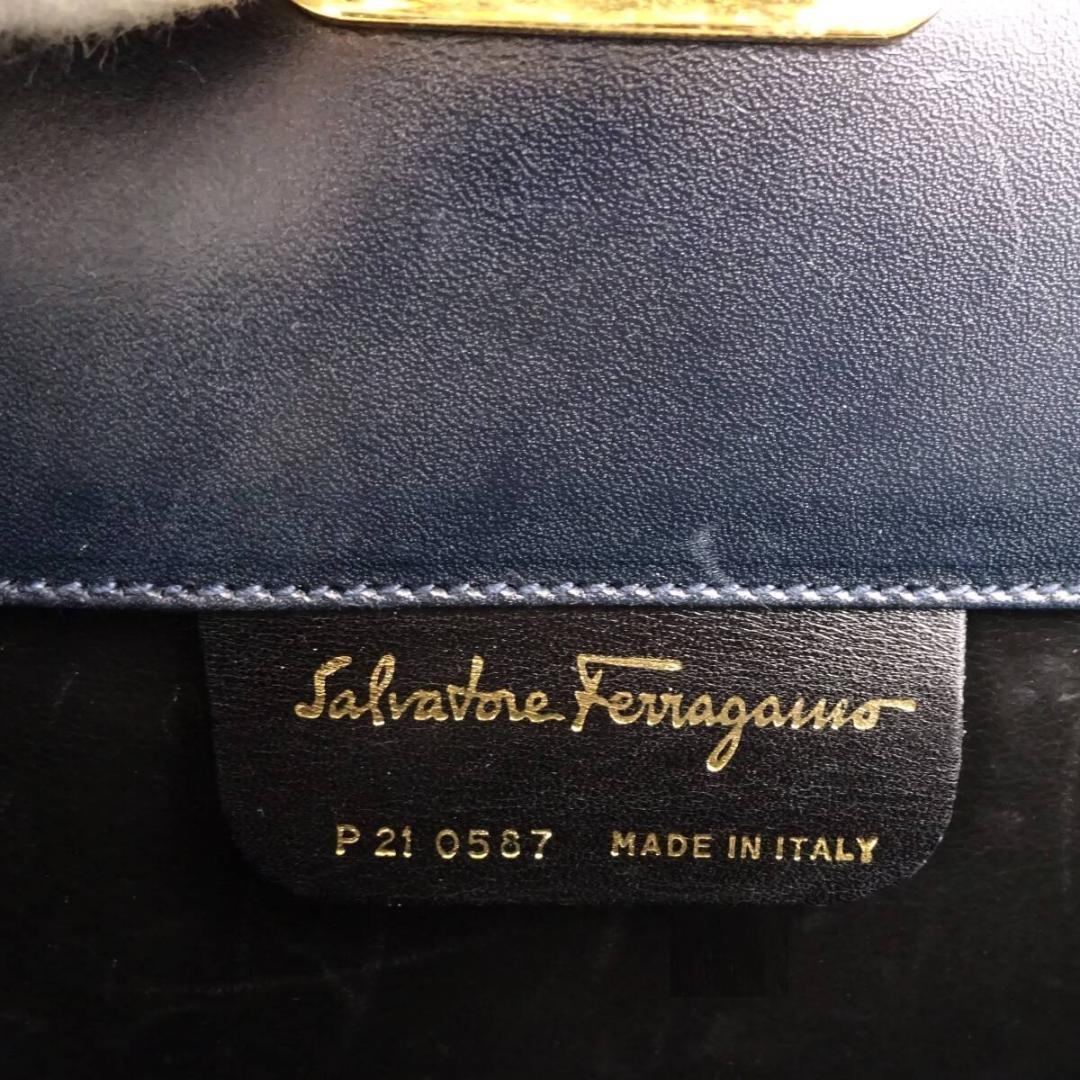 Salvatore Ferragamo
P 21 0587 MADE IN ITALY